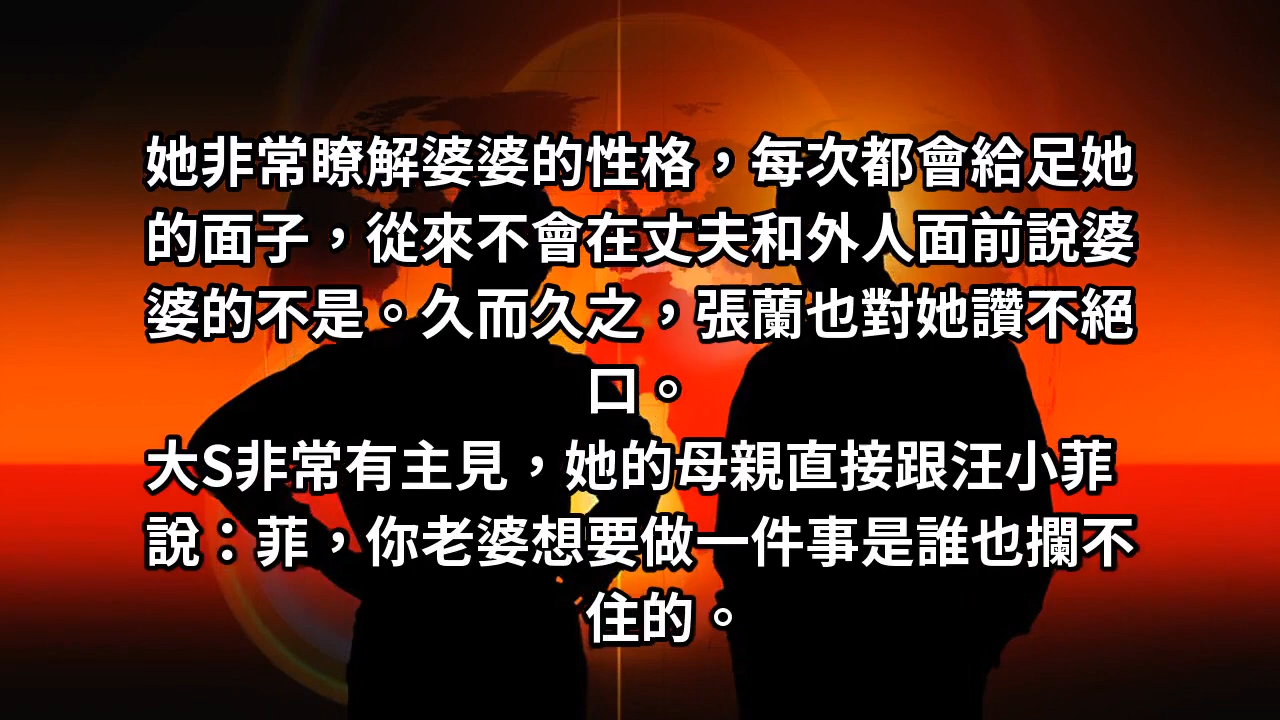 她非常瞭解婆婆的性格，每次都會給足她
的面子，從來不會在丈夫和外人面前說婆
婆的不是。久而久之，張蘭也對她讚不絕
口。
大S非常有主見，她的母親直接跟汪小菲
說：菲，你老婆想要做一件事是誰也攔不
住的。